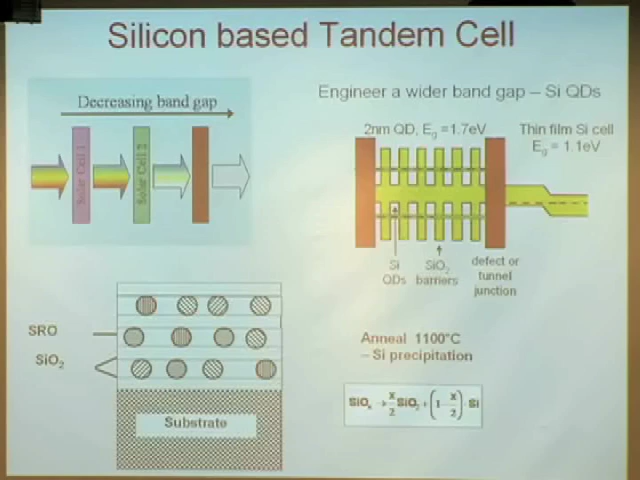 Silicon based Tandem Cell
Decreasing band gap
Solar Cell 1
Solar Cell 2
Engineer a wider band gap – Si QDs
2nm QD, Eg =1.7eV
Thin film Si cell
Eg = 1.1eV
Si
QDs
SiO2
barriers
defect or
tunnel
junction
SRO
SiO2
Substrate
Anneal 1100°C
– Si precipitation
SiOx → x/2 SiO2 + (1 - x/2) Si